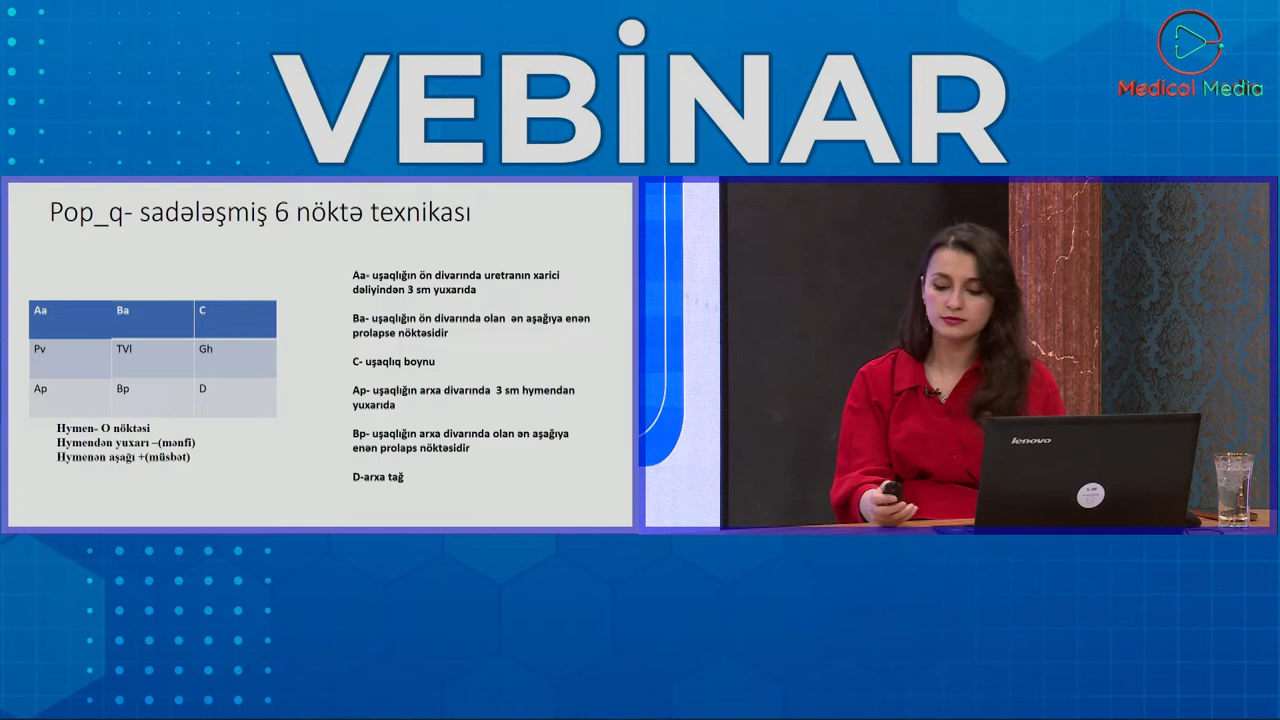 VEBİNAR
Medical Media
Pop_q- sadələşmiş 6 nöktə texnikası
Aa Ba C
Pv TVl Gh
Ap Bp D
Hymen- O nöktəsi
Hymendən yuxarı –(mənfi)
Hymenən aşağı +(müsbət)
Aa- uşaqlığın ön divarında uretranın xarici
dəliyindən 3 sm yuxarıda
Ba- uşaqlığın ön divarında olan ən aşağıya enən
prolapse nöktəsidir
C- uşaqlıq boynu
Ap- uşaqlığın arxa divarında 3 sm hymendan
yuxarıda
Bp- uşaqlığın arxa divarında olan ən aşağıya
enən prolaps nöktəsidir
D-arxa tağ
lenovo